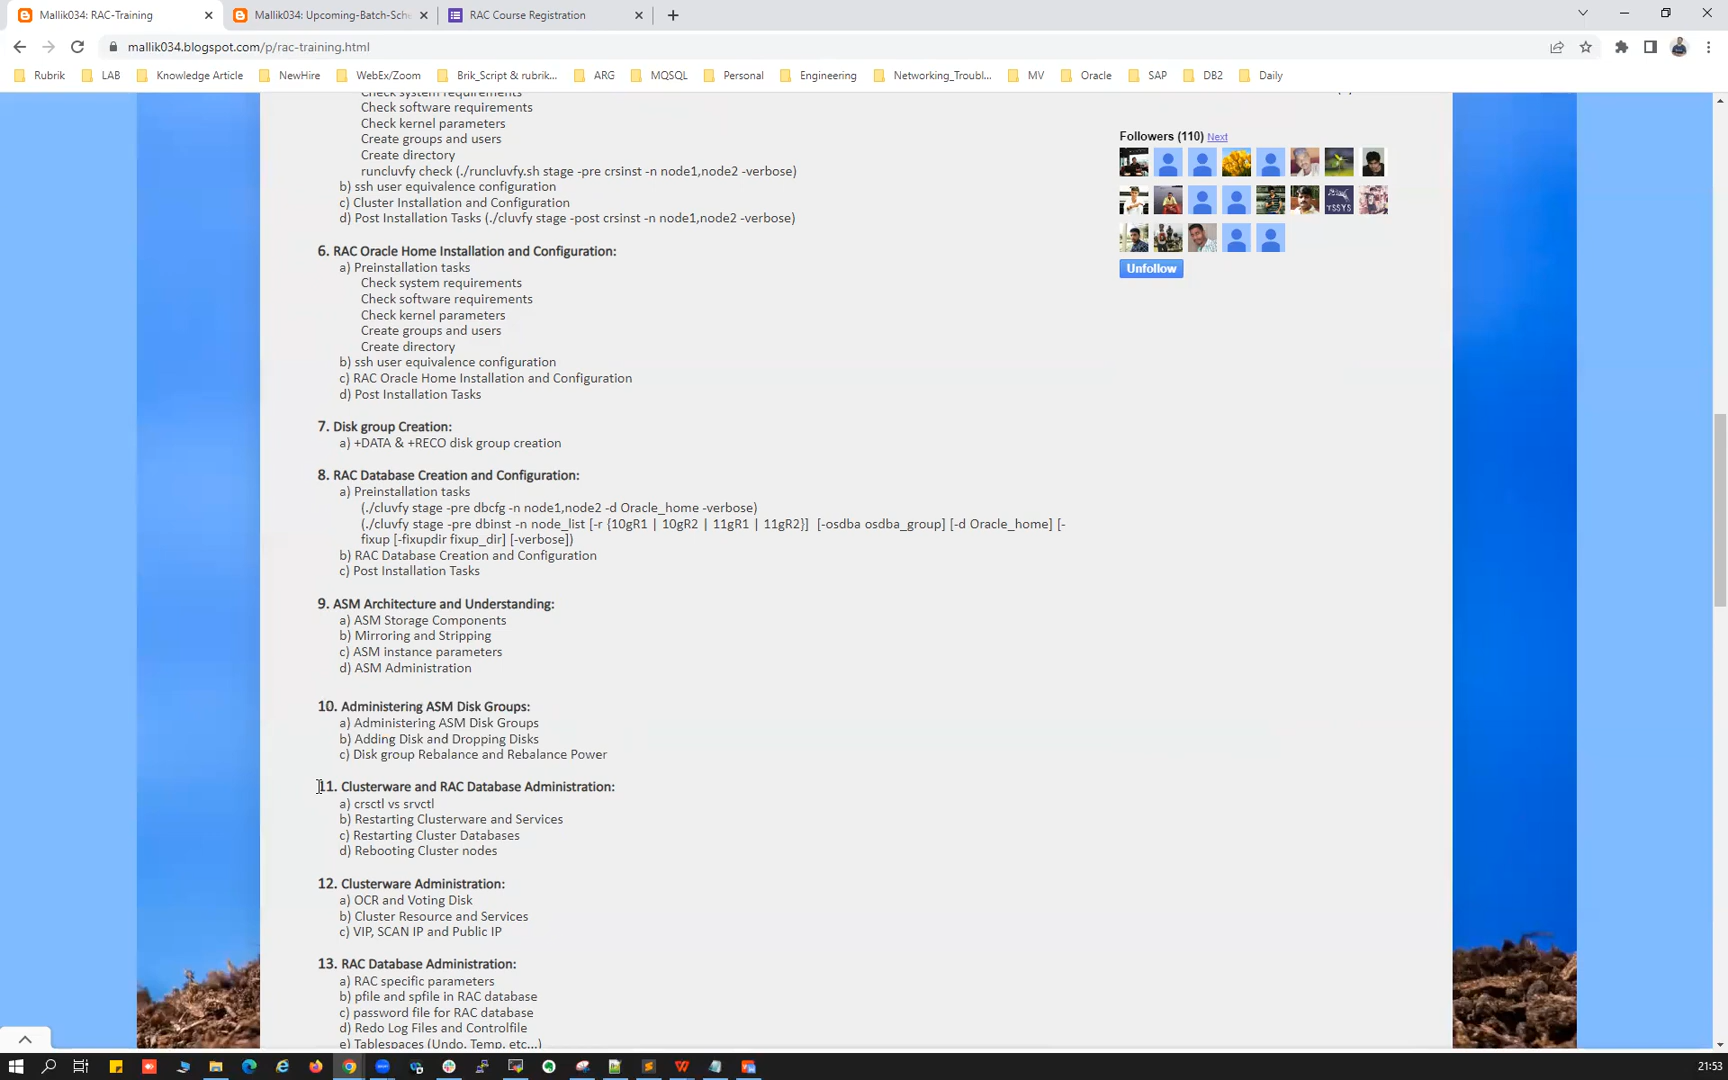 Mallik034: RAC-Training
Mallik034: Upcoming-Batch-Sch
RAC Course Registration
mallik034.blogspot.com/p/rac-training.html
Rubrik
LAB
Knowledge Article
NewHire
WebEx/Zoom
Brik_Script & rubrik...
ARG
MQSQL
Personal
Engineering
Networking_Troubl...
MV
Oracle
SAP
DB2
Daily
Check system requirements
Check software requirements
Check kernel parameters
Create groups and users
Create directory
runcluvfy check (./runcluvfy.sh stage -pre crsinst -n node1,node2 -verbose)
b) ssh user equivalence configuration
c) Cluster Installation and Configuration
d) Post Installation Tasks (./cluvfy stage -post crsinst -n node1,node2 -verbose)
6. RAC Oracle Home Installation and Configuration:
a) Preinstallation tasks
Check system requirements
Check software requirements
Check kernel parameters
Create groups and users
Create directory
b) ssh user equivalence configuration
c) RAC Oracle Home Installation and Configuration
d) Post Installation Tasks
7. Disk group Creation:
a) +DATA & +RECO disk group creation
8. RAC Database Creation and Configuration:
a) Preinstallation tasks
(./cluvfy stage -pre dbcfg -n node1,node2 -d Oracle_home -verbose)
(./cluvfy stage -pre dbinst -n node_list [-r {10gR1 | 10gR2 | 11gR1 | 11gR2}] [-osdba osdba_group] [-d Oracle_home] [-
fixup [-fixupdir fixup_dir] [-verbose])
b) RAC Database Creation and Configuration
c) Post Installation Tasks
9. ASM Architecture and Understanding:
a) ASM Storage Components
b) Mirroring and Stripping
c) ASM instance parameters
d) ASM Administration
10. Administering ASM Disk Groups:
a) Administering ASM Disk Groups
b) Adding Disk and Dropping Disks
c) Disk group Rebalance and Rebalance Power
11. Clusterware and RAC Database Administration:
a) crsctl vs srvctl
b) Restarting Clusterware and Services
c) Restarting Cluster Databases
d) Rebooting Cluster nodes
12. Clusterware Administration:
a) OCR and Voting Disk
b) Cluster Resource and Services
c) VIP, SCAN IP and Public IP
13. RAC Database Administration:
a) RAC specific parameters
b) pfile and spfile in RAC database
c) password file for RAC database
d) Redo Log Files and Controlfile
e) Tablespaces (Undo, Temp, etc...)
Followers (110) Next
Unfollow
21:53